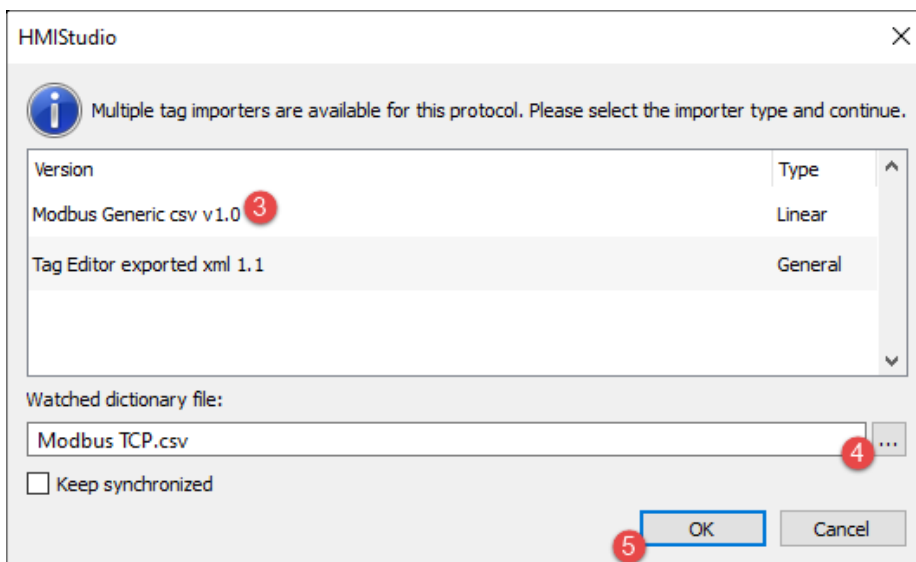 HMIStudio
Multiple tag importers are available for this protocol. Please select the importer type and continue.
Version Type
Modbus Generic csv v1.0 3 Linear
Tag Editor exported xml 1.1 General
Watched dictionary file:
Modbus TCP.csv 4 ...
Keep synchronized
5 OK Cancel